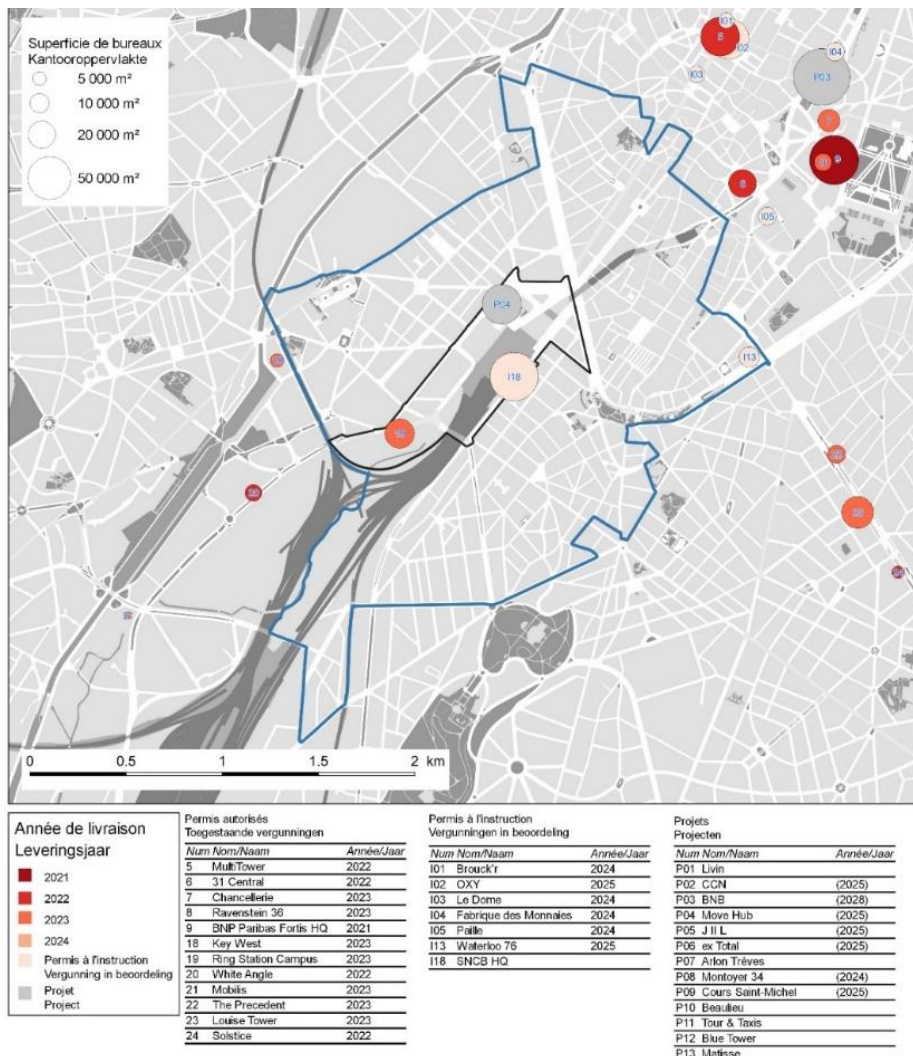 Superficie de bureaux
Kantooroppervlakte
5 000 m²
10 000 m²
20 000 m²
50 000 m²
I01
5
I02
I03
I04
P03
7
9
6
I05
P04
I18
I13
0 0.5 1 1.5 2 km
Année de livraison
Leveringsjaar
2021
2022
2023
2024
Permis à l'instruction
Vergunning in beoordeling
Projet
Project
Permis autorisés
Toegestaande vergunningen
Num Nom/Naam Année/Jaar
5 MultiTower 2022
6 31 Central 2022
7 Chancellerie 2023
8 Ravenstein 36 2023
9 BNP Paribas Fortis HQ 2021
18 Key West 2023
19 Ring Station Campus 2023
20 White Angle 2022
21 Mobilis 2023
22 The Precedent 2023
23 Louise Tower 2023
24 Solstice 2022
Permis à l'instruction
Vergunningen in beoordeling
Num Nom/Naam Année/Jaar
I01 Brouck'r 2024
I02 OXY 2025
I03 Le Dome 2024
I04 Fabrique des Monnaies 2024
I05 Paille 2024
I13 Waterloo 76 2025
I18 SNCB HQ
Projets
Projecten
Num Nom/Naam Année/Jaar
P01 Livin
P02 CCN (2025)
P03 BNB (2028)
P04 Move Hub (2025)
P05 J II L (2025)
P06 ex Total (2025)
P07 Arlon Trèves
P08 Montoyer 34 (2024)
P09 Cours Saint-Michel (2025)
P10 Beaulieu
P11 Tour & Taxis
P12 Blue Tower
P13 Matisse